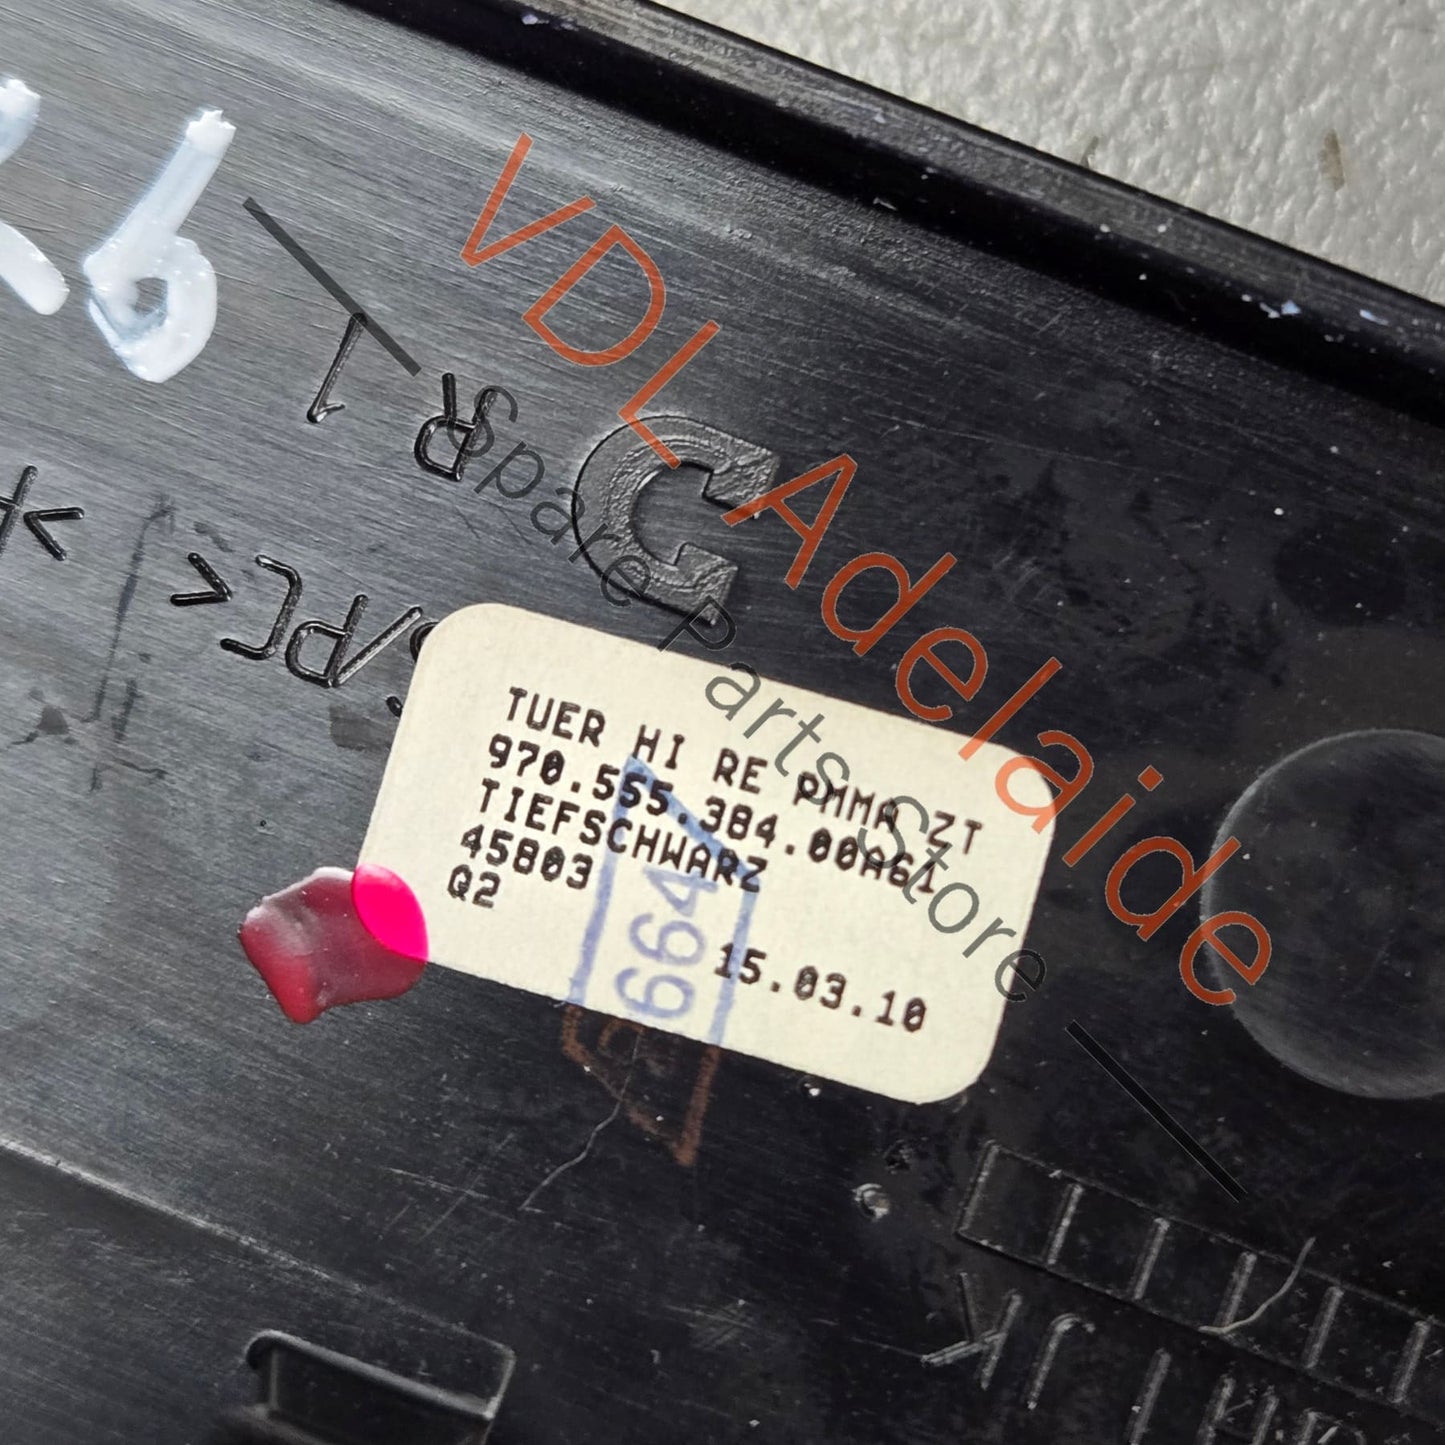 R 1
C
TUER HI RE PMMA ZT
970.555.384.00A61
TIEFSCHWARZ
45803
Q2
15.03.10
664
VDL Adelaide
Spare Parts Store